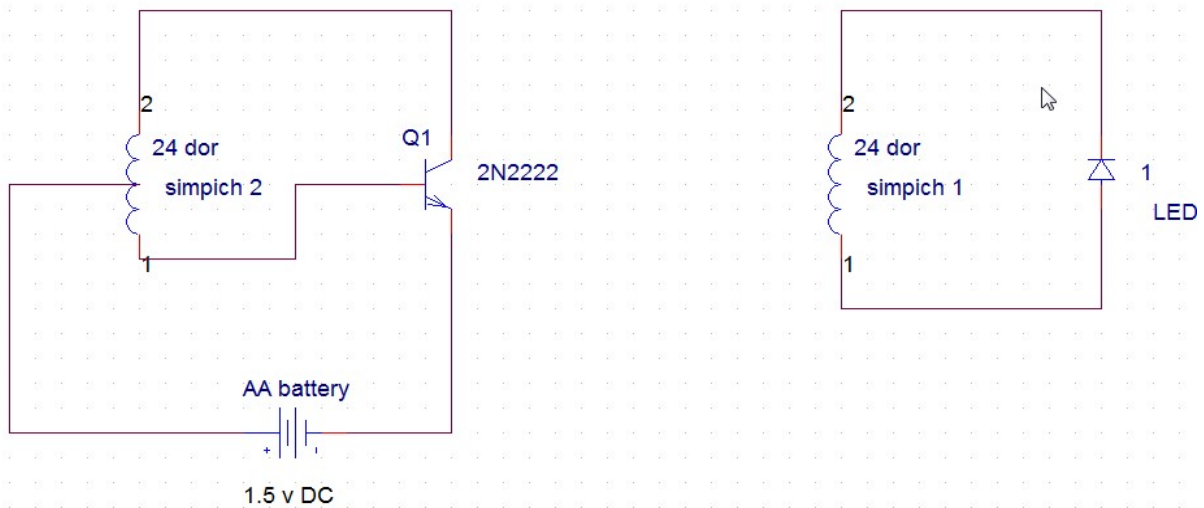 2
24 dor
simpich 2
1
Q1
2N2222
AA battery
+ -
1.5 v DC
2
24 dor
simpich 1
1
1
LED